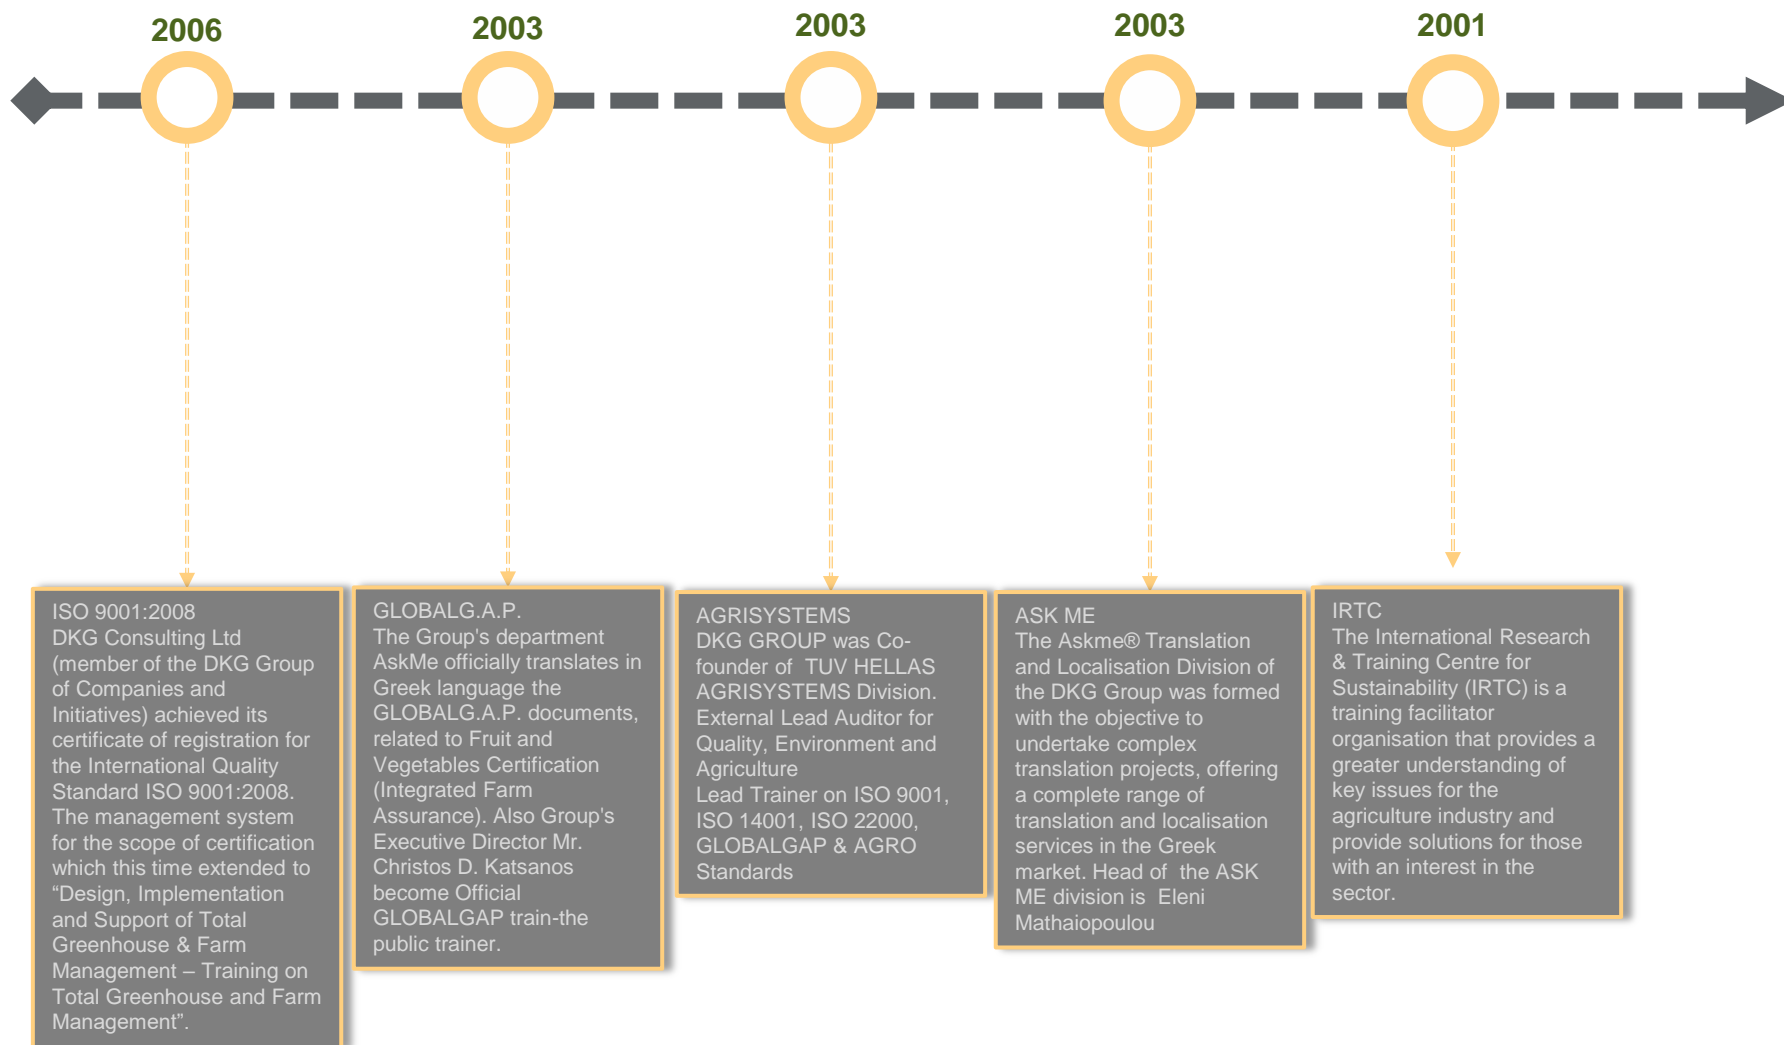 2006
2003
2003
2003
2001
ISO 9001:2008
DKG Consulting Ltd
(member of the DKG Group
of Companies and
Initiatives) achieved its
certificate of registration for
the International Quality
Standard ISO 9001:2008.
The management system
for the scope of certification
which this time extended to
“Design, Implementation
and Support of Total
Greenhouse & Farm
Management – Training on
Total Greenhouse and Farm
Management”.
GLOBALG.A.P.
The Group's department
AskMe officially translates in
Greek language the
GLOBALG.A.P. documents,
related to Fruit and
Vegetables Certification
(Integrated Farm
Assurance). Also Group's
Executive Director Mr.
Christos D. Katsanos
become Official
GLOBALGAP train-the
public trainer.
AGRISYSTEMS
DKG GROUP was Co-
founder of  TUV HELLAS
AGRISYSTEMS Division.
External Lead Auditor for
Quality, Environment and
Agriculture
Lead Trainer on ISO 9001,
ISO 14001, ISO 22000,
GLOBALGAP & AGRO
Standards
ASK ME
The Askme® Translation
and Localisation Division of
the DKG Group was formed
with the objective to
undertake complex
translation projects, offering
a complete range of
translation and localisation
services in the Greek
market. Head of  the ASK
ME division is  Eleni
Mathaiopoulou
IRTC
The International Research
& Training Centre for
Sustainability (IRTC) is a
training facilitator
organisation that provides a
greater understanding of
key issues for the
agriculture industry and
provide solutions for those
with an interest in the
sector.